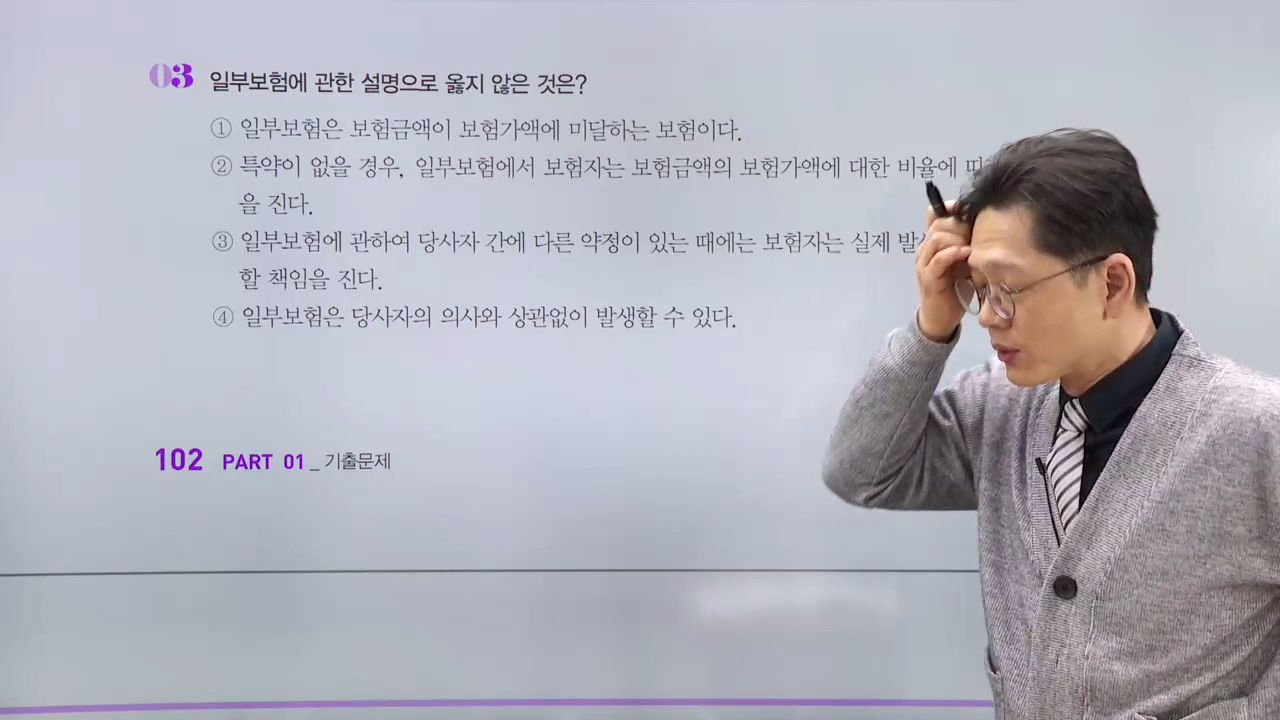 03 일부보험에 관한 설명으로 옳지 않은 것은?
① 일부보험은 보험금액이 보험가액에 미달하는 보험이다.
② 특약이 없을 경우, 일부보험에서 보험자는 보험금액의 보험가액에 대한 비율에
을 진다.
③ 일부보험에 관하여 당사자 간에 다른 약정이 있는 때에는 보험자는 실제
할 책임을 진다.
④ 일부보험은 당사자의 의사와 상관없이 발생할 수 있다.
102 PART 01 _ 기출문제